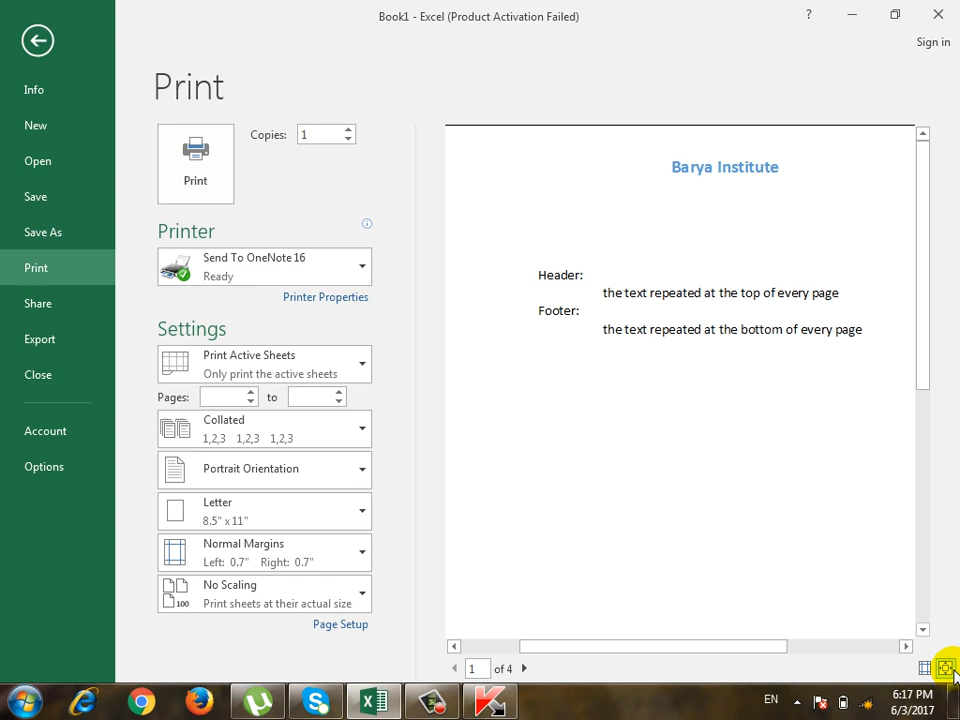 Book1 - Excel (Product Activation Failed)
?
Sign in
Info
New
Open
Save
Save As
Print
Share
Export
Close
Account
Options
Print
Print
Copies: 1
Printer
Send To OneNote 16
Ready
Printer Properties
Settings
Print Active Sheets
Only print the active sheets
Pages: to
Collated
1,2,3 1,2,3 1,2,3
Portrait Orientation
Letter
8.5" x 11"
Normal Margins
Left: 0.7" Right: 0.7"
No Scaling
100
Print sheets at their actual size
Page Setup
Barya Institute
Header:
the text repeated at the top of every page
Footer:
the text repeated at the bottom of every page
1 of 4
EN
6:17 PM
6/3/2017